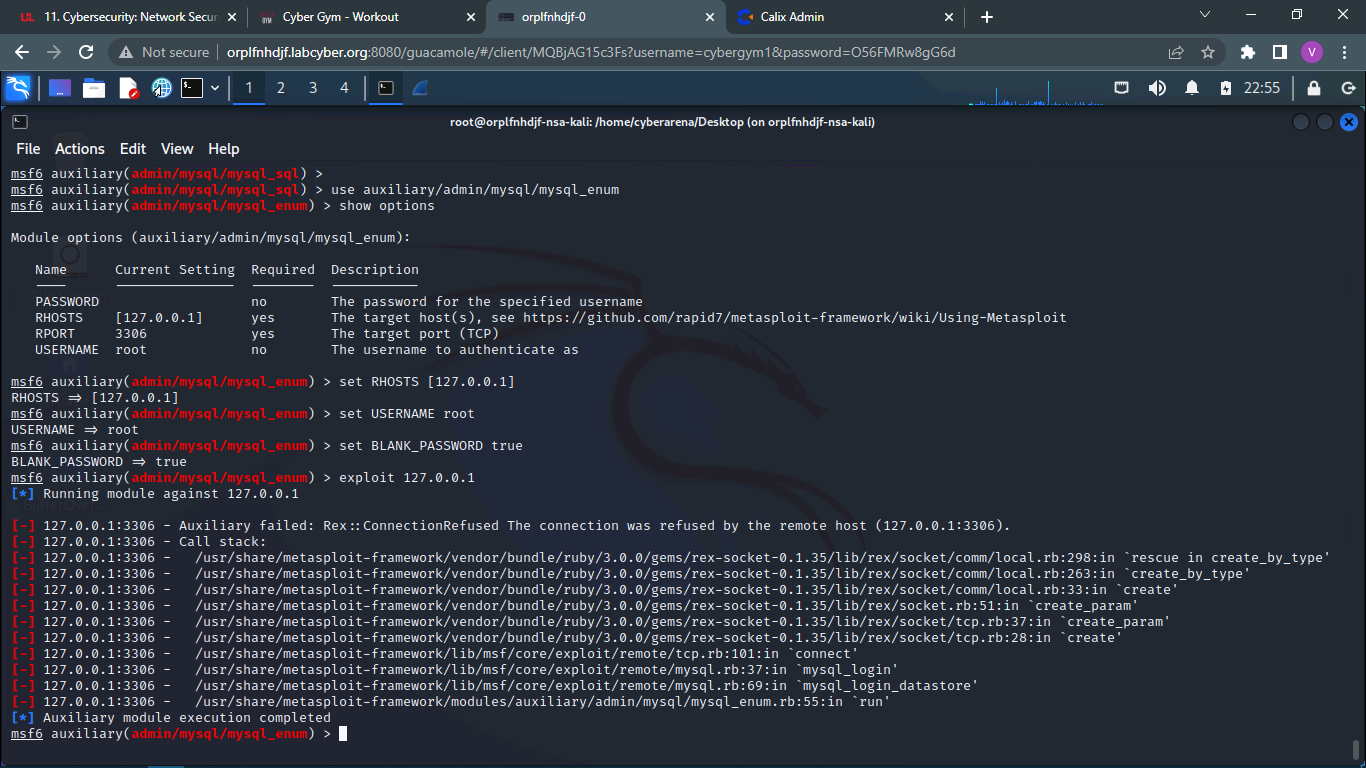 11. Cybersecurity: Network Secur
Cyber Gym - Workout
orplfnhdjf-0
Calix Admin
Not secure
orplfnhdjf.labcyber.org:8080/guacamole/#/client/MQBjAG15c3Fs?username=cybergym1&password=O56FMRw8gG6d
V
1 2 3 4
22:55
root@orplfnhdjf-nsa-kali: /home/cyberarena/Desktop (on orplfnhdjf-nsa-kali)
File Actions Edit View Help
msf6 auxiliary(admin/mysql/mysql_sql) >
msf6 auxiliary(admin/mysql/mysql_sql) > use auxiliary/admin/mysql/mysql_enum
msf6 auxiliary(admin/mysql/mysql_enum) > show options
Module options (auxiliary/admin/mysql/mysql_enum):
Name Current Setting Required Description
PASSWORD no The password for the specified username
RHOSTS [127.0.0.1] yes The target host(s), see https://github.com/rapid7/metasploit-framework/wiki/Using-Metasploit
RPORT 3306 yes The target port (TCP)
USERNAME root no The username to authenticate as
msf6 auxiliary(admin/mysql/mysql_enum) > set RHOSTS [127.0.0.1]
RHOSTS => [127.0.0.1]
msf6 auxiliary(admin/mysql/mysql_enum) > set USERNAME root
USERNAME => root
msf6 auxiliary(admin/mysql/mysql_enum) > set BLANK_PASSWORD true
BLANK_PASSWORD => true
msf6 auxiliary(admin/mysql/mysql_enum) > exploit 127.0.0.1
[*] Running module against 127.0.0.1
[-] 127.0.0.1:3306 - Auxiliary failed: Rex::ConnectionRefused The connection was refused by the remote host (127.0.0.1:3306).
[-] 127.0.0.1:3306 - Call stack:
[-] 127.0.0.1:3306 - /usr/share/metasploit-framework/vendor/bundle/ruby/3.0.0/gems/rex-socket-0.1.35/lib/rex/socket/comm/local.rb:298:in `rescue in create_by_type'
[-] 127.0.0.1:3306 - /usr/share/metasploit-framework/vendor/bundle/ruby/3.0.0/gems/rex-socket-0.1.35/lib/rex/socket/comm/local.rb:263:in `create_by_type'
[-] 127.0.0.1:3306 - /usr/share/metasploit-framework/vendor/bundle/ruby/3.0.0/gems/rex-socket-0.1.35/lib/rex/socket/comm/local.rb:33:in `create'
[-] 127.0.0.1:3306 - /usr/share/metasploit-framework/vendor/bundle/ruby/3.0.0/gems/rex-socket-0.1.35/lib/rex/socket.rb:51:in `create_param'
[-] 127.0.0.1:3306 - /usr/share/metasploit-framework/vendor/bundle/ruby/3.0.0/gems/rex-socket-0.1.35/lib/rex/socket/tcp.rb:37:in `create_param'
[-] 127.0.0.1:3306 - /usr/share/metasploit-framework/vendor/bundle/ruby/3.0.0/gems/rex-socket-0.1.35/lib/rex/socket/tcp.rb:28:in `create'
[-] 127.0.0.1:3306 - /usr/share/metasploit-framework/lib/msf/core/exploit/remote/tcp.rb:101:in `connect'
[-] 127.0.0.1:3306 - /usr/share/metasploit-framework/lib/msf/core/exploit/remote/mysql.rb:37:in `mysql_login'
[-] 127.0.0.1:3306 - /usr/share/metasploit-framework/lib/msf/core/exploit/remote/mysql.rb:69:in `mysql_login_datastore'
[-] 127.0.0.1:3306 - /usr/share/metasploit-framework/modules/auxiliary/admin/mysql/mysql_enum.rb:55:in `run'
[*] Auxiliary module execution completed
msf6 auxiliary(admin/mysql/mysql_enum) >